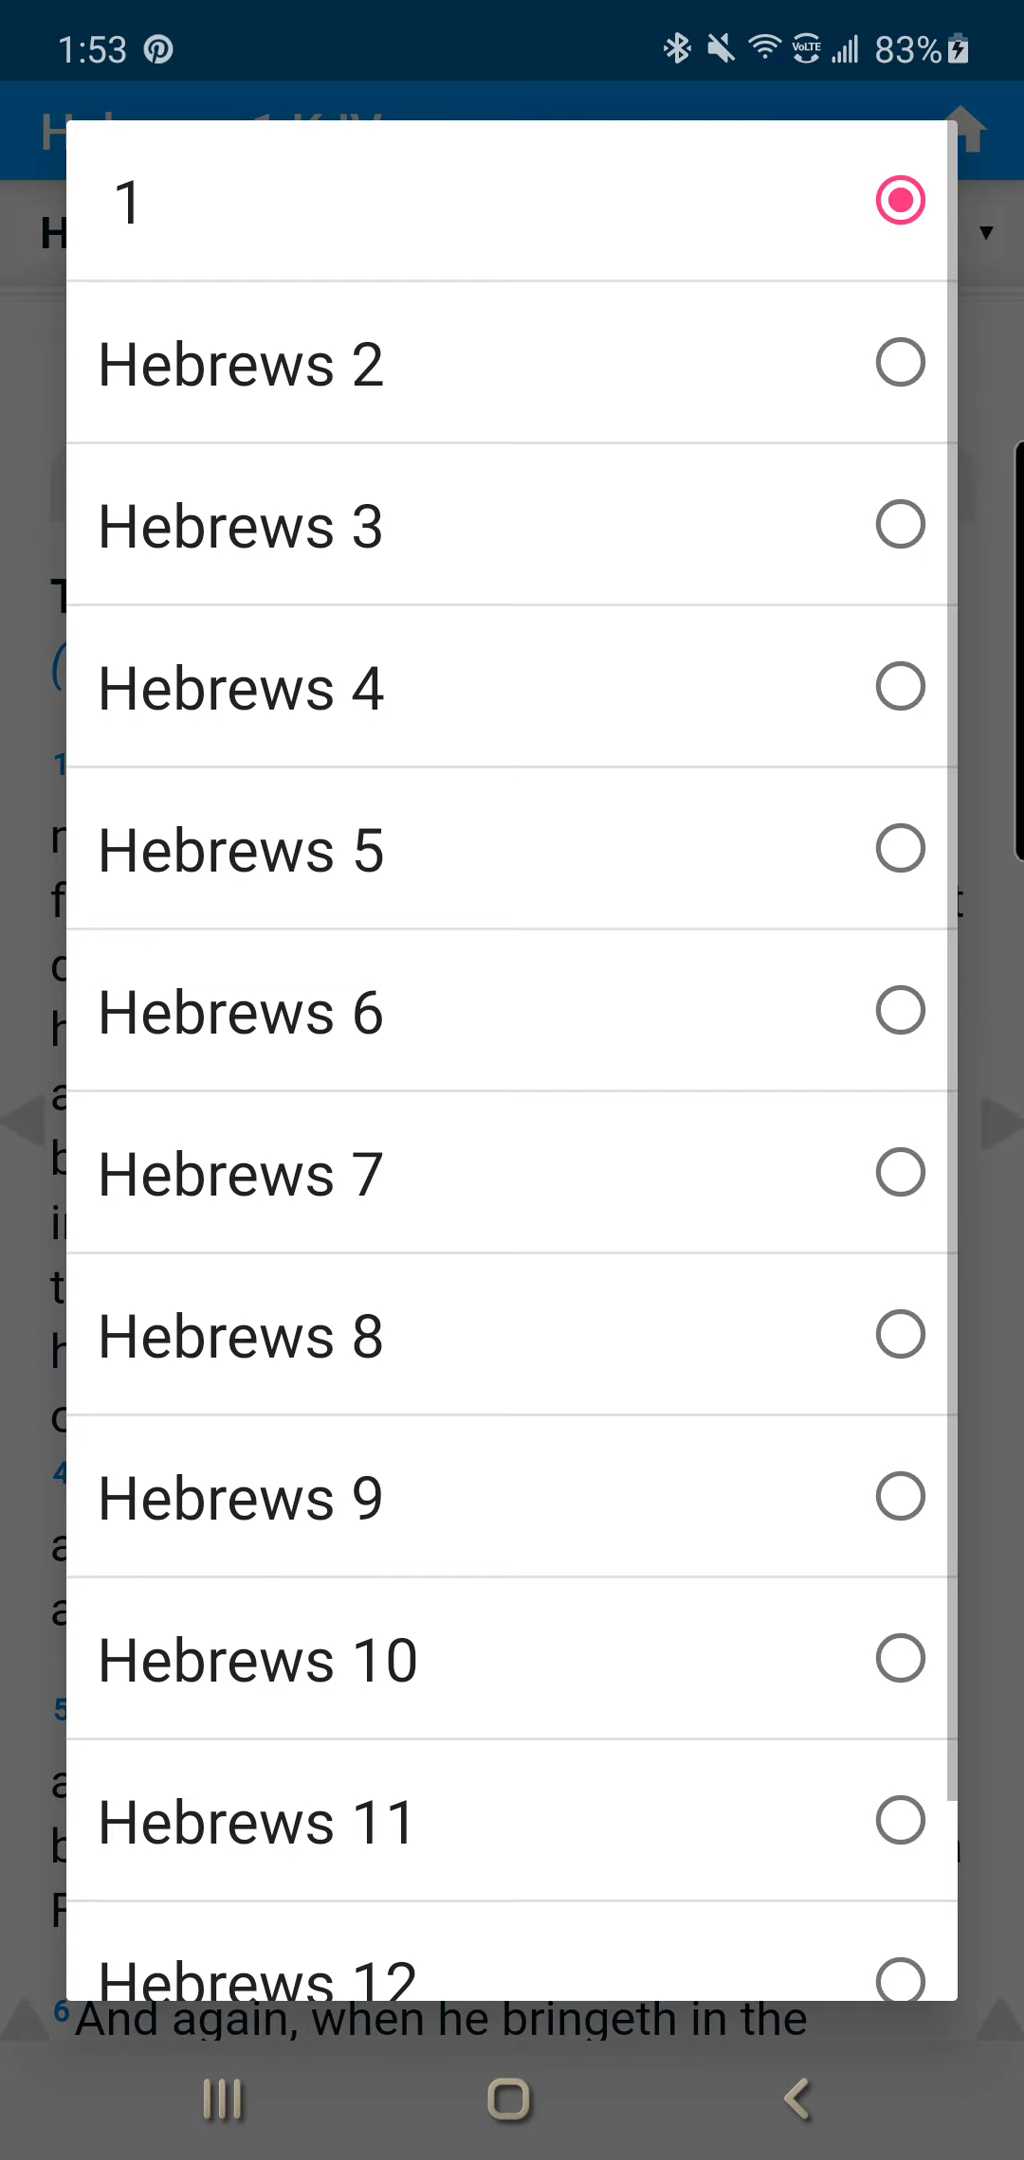 1:53 VoLTE 83%
1
Hebrews 2
Hebrews 3
Hebrews 4
Hebrews 5
Hebrews 6
Hebrews 7
Hebrews 8
Hebrews 9
Hebrews 10
Hebrews 11
Hebrews 12
6 And again, when he bringeth in the